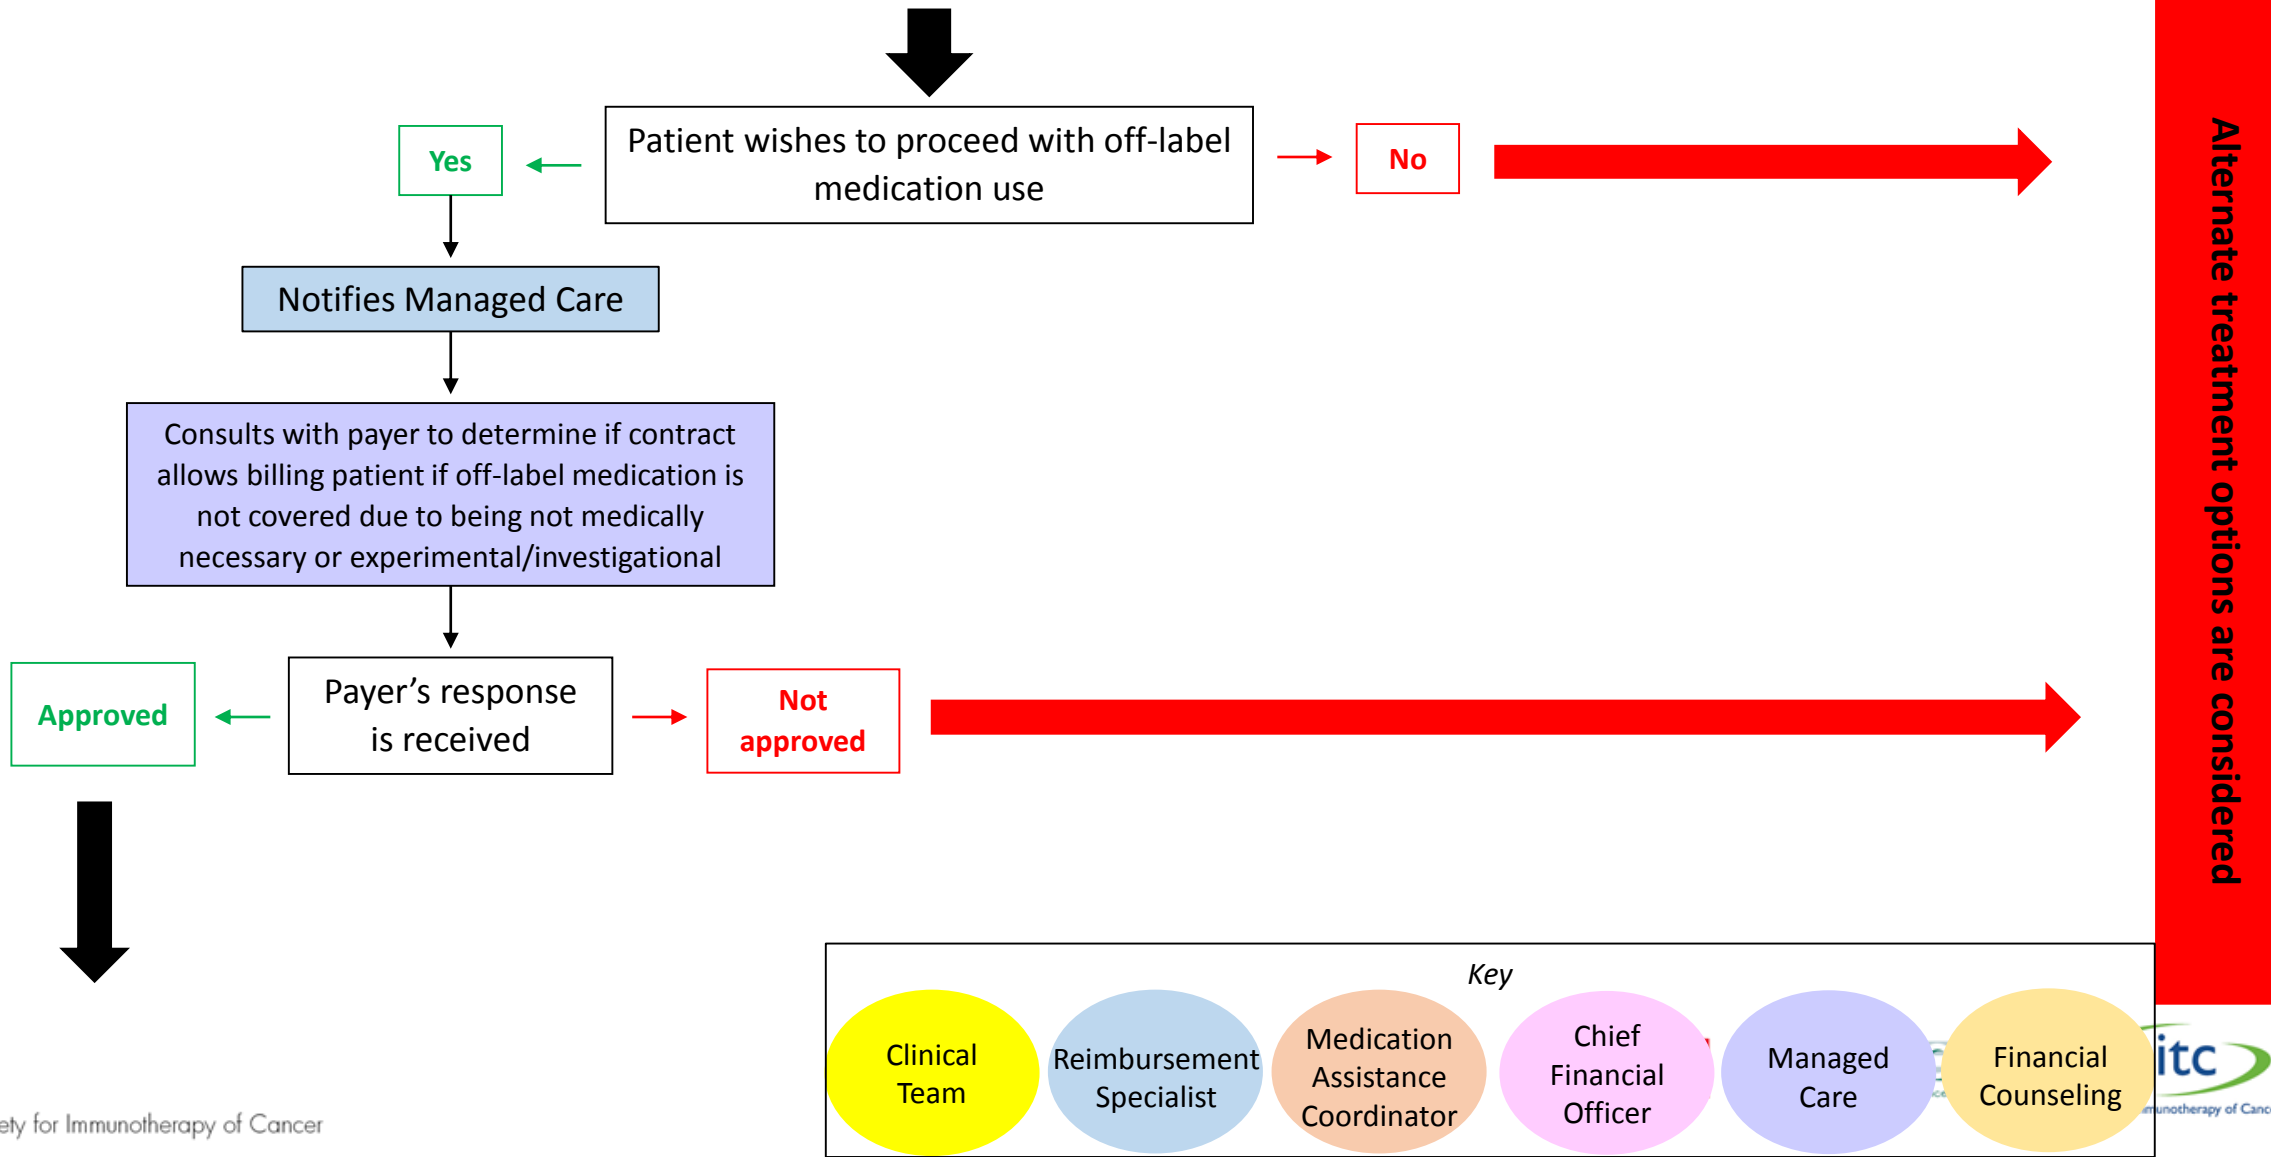 Patient wishes to proceed with off-label
medication use
Yes
No
Notifies Managed Care
Consults with payer to determine if contract
allows billing patient if off-label medication is
not covered due to being not medically
necessary or experimental/investigational
Payer’s response
is received
Approved
Not
approved
Alternate treatment options are considered
Key
Clinical
Team
Reimbursement
Specialist
Medication
Assistance
Coordinator
Chief
Financial
Officer
Managed
Care
Financial
Counseling
itc
munotherapy of Cance
ety for Immunotherapy of Cancer